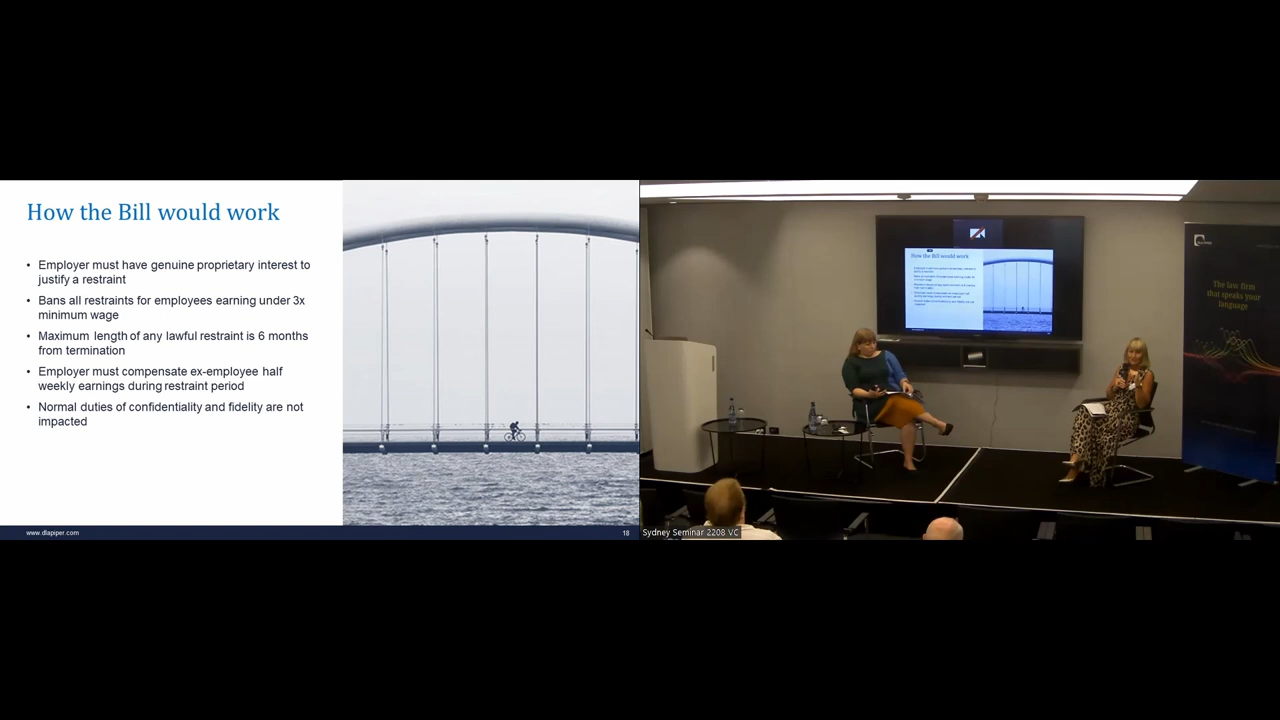 How the Bill would work
• Employer must have genuine proprietary interest to
justify a restraint
• Bans all restraints for employees earning under 3x
minimum wage
• Maximum length of any lawful restraint is 6 months
from termination
• Employer must compensate ex-employee half
weekly earnings during restraint period
• Normal duties of confidentiality and fidelity are not
impacted
www.dlapiper.com
18
How the Bill would work
The law firm
that speaks your
language
Sydney Seminar 2208 VC